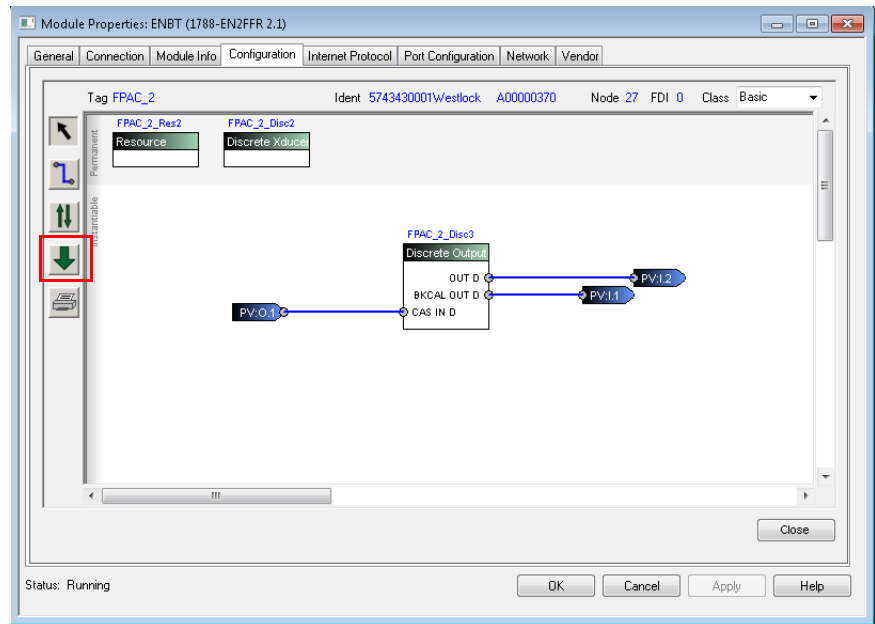 Module Properties: ENBT (1788-EN2FFR 2.1)
General Connection Module Info Configuration Internet Protocol Port Configuration Network Vendor
Tag FPAC_2 Ident 5743430001Westlock A00000370 Node 27 FDI 0 Class Basic
Permanent
FPAC_2_Res2 FPAC_2_Disc2
Resource Discrete Xducer
Instantiable
FPAC_2_Disc3
Discrete Output
OUT D PV:I.2
BKCAL OUT D PV:I.1
PV:O.1 CAS IN D
Close
Status: Running OK Cancel Apply Help